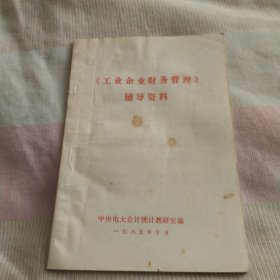 《工业企业财务管理》
辅导资料
中央电大会计统计教研室编
一九八五年十月